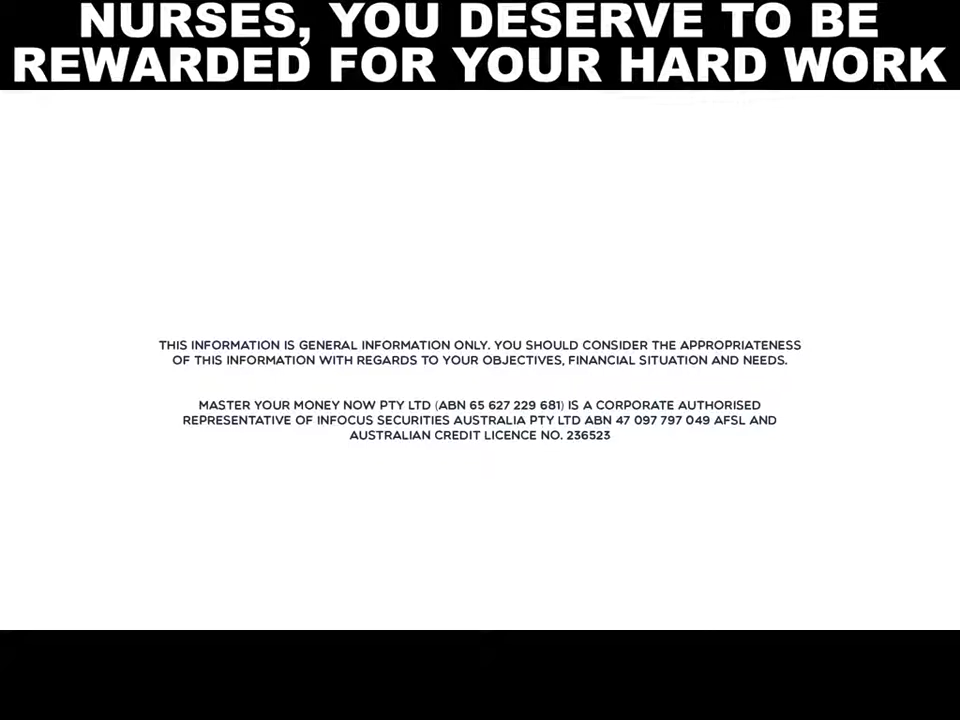 NURSES, YOU DESERVE TO BE
REWARDED FOR YOUR HARD WORK
THIS INFORMATION IS GENERAL INFORMATION ONLY. YOU SHOULD CONSIDER THE APPROPRIATENESS
OF THIS INFORMATION WITH REGARDS TO YOUR OBJECTIVES, FINANCIAL SITUATION AND NEEDS.
MASTER YOUR MONEY NOW PTY LTD (ABN 65 627 229 681) IS A CORPORATE AUTHORISED
REPRESENTATIVE OF INFOCUS SECURITIES AUSTRALIA PTY LTD ABN 47 097 797 049 AFSL AND
AUSTRALIAN CREDIT LICENCE NO. 236523